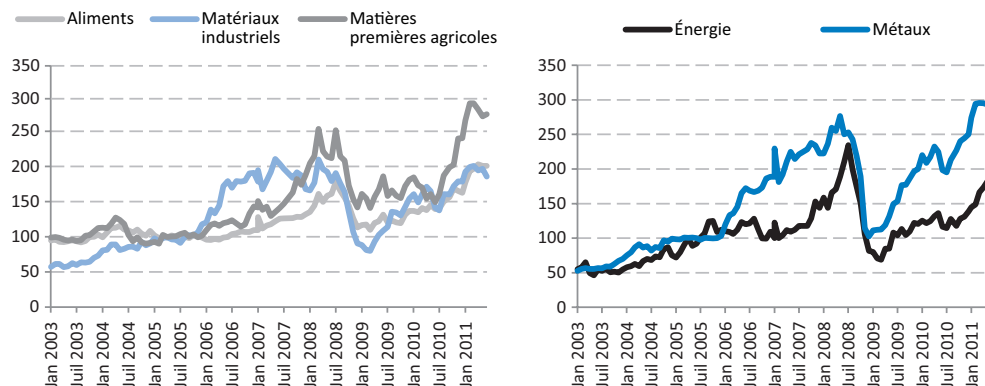 Aliments
Matériaux industriels
Matières premières agricoles
350
300
250
200
150
100
50
0
Jan 2003
Juil 2003
Jan 2004
Juil 2004
Jan 2005
Juil 2005
Jan 2006
Juil 2006
Jan 2007
Juil 2007
Jan 2008
Juil 2008
Jan 2009
Juil 2009
Jan 2010
Juil 2010
Jan 2011
Énergie
Métaux
350
300
250
200
150
100
50
0
Jan 2003
Juil 2003
Jan 2004
Juil 2004
Jan 2005
Juil 2005
Jan 2006
Juil 2006
Jan 2007
Juil 2007
Jan 2008
Juil 2008
Jan 2009
Juil 2009
Jan 2010
Juil 2010
Jan 2011